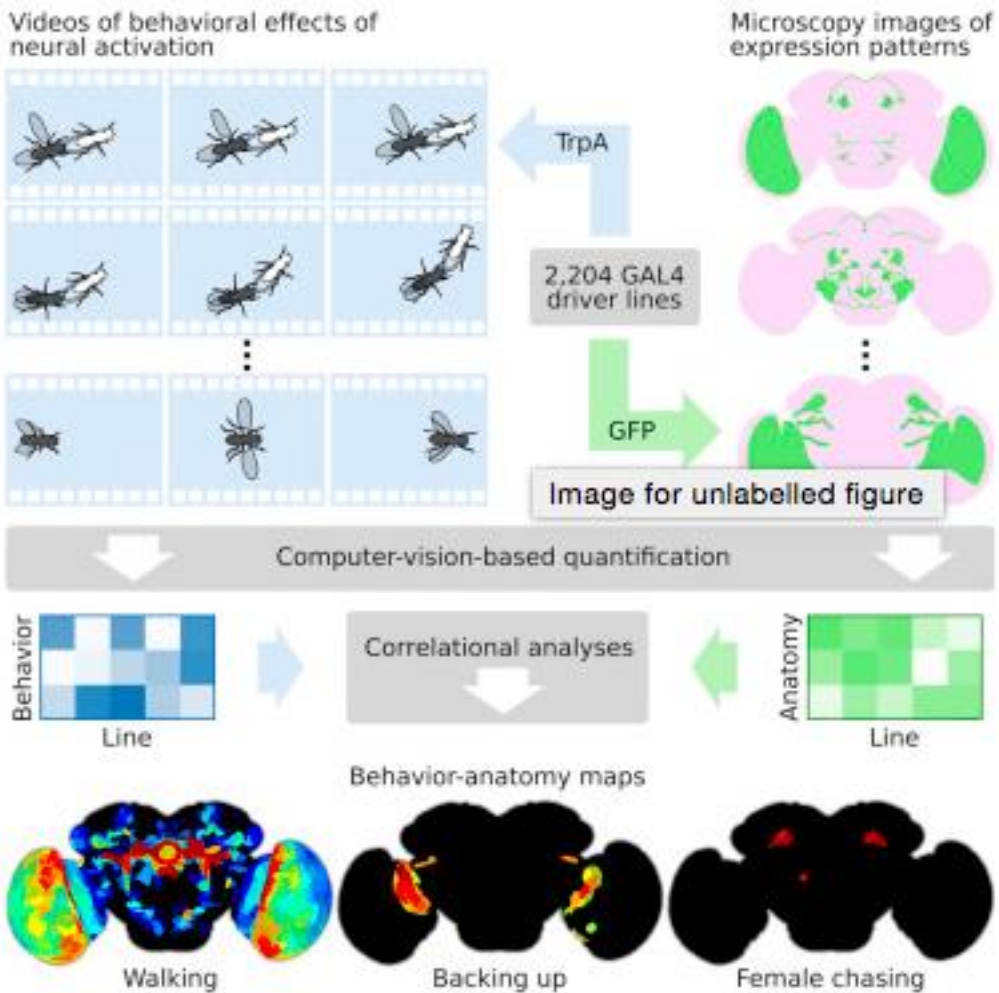 Videos of behavioral effects of
neural activation
Microscopy images of
expression patterns
TrpA
2,204 GAL4
driver lines
GFP
Image for unlabelled figure
Computer-vision-based quantification
Behavior
Line
Correlational analyses
Anatomy
Line
Behavior-anatomy maps
Walking
Backing up
Female chasing